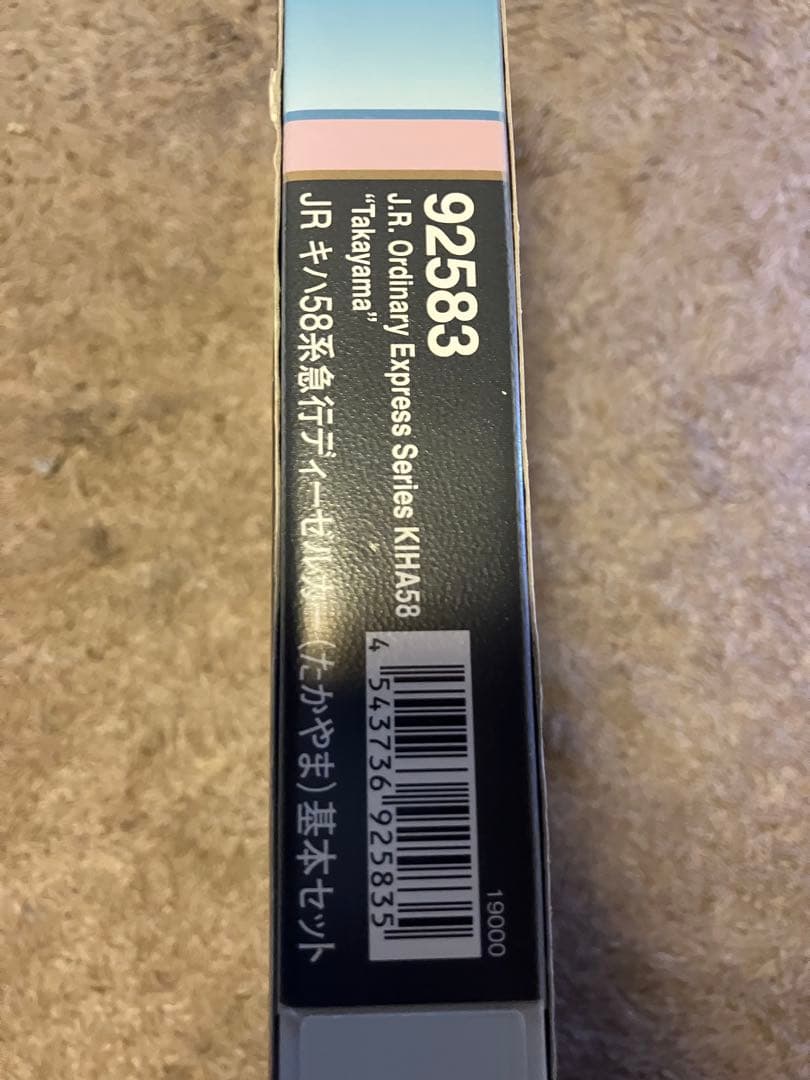 92583
J.R. Ordinary Express Series KIHA58
“Takayama”
JR キハ58系急行ディーゼルカー(たかやま)基本セット
4 543736 925835
19000